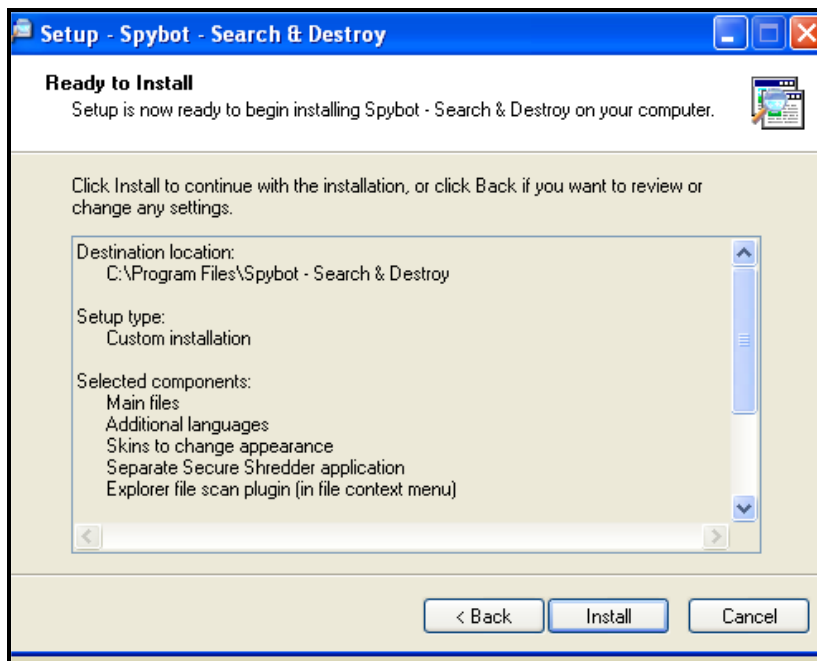 Setup - Spybot - Search & Destroy
Ready to Install
Setup is now ready to begin installing Spybot - Search & Destroy on your computer.
Click Install to continue with the installation, or click Back if you want to review or
change any settings.
Destination location:
C:\Program Files\Spybot - Search & Destroy
Setup type:
Custom installation
Selected components:
Main files
Additional languages
Skins to change appearance
Separate Secure Shredder application
Explorer file scan plugin (in file context menu)
< Back
Install
Cancel